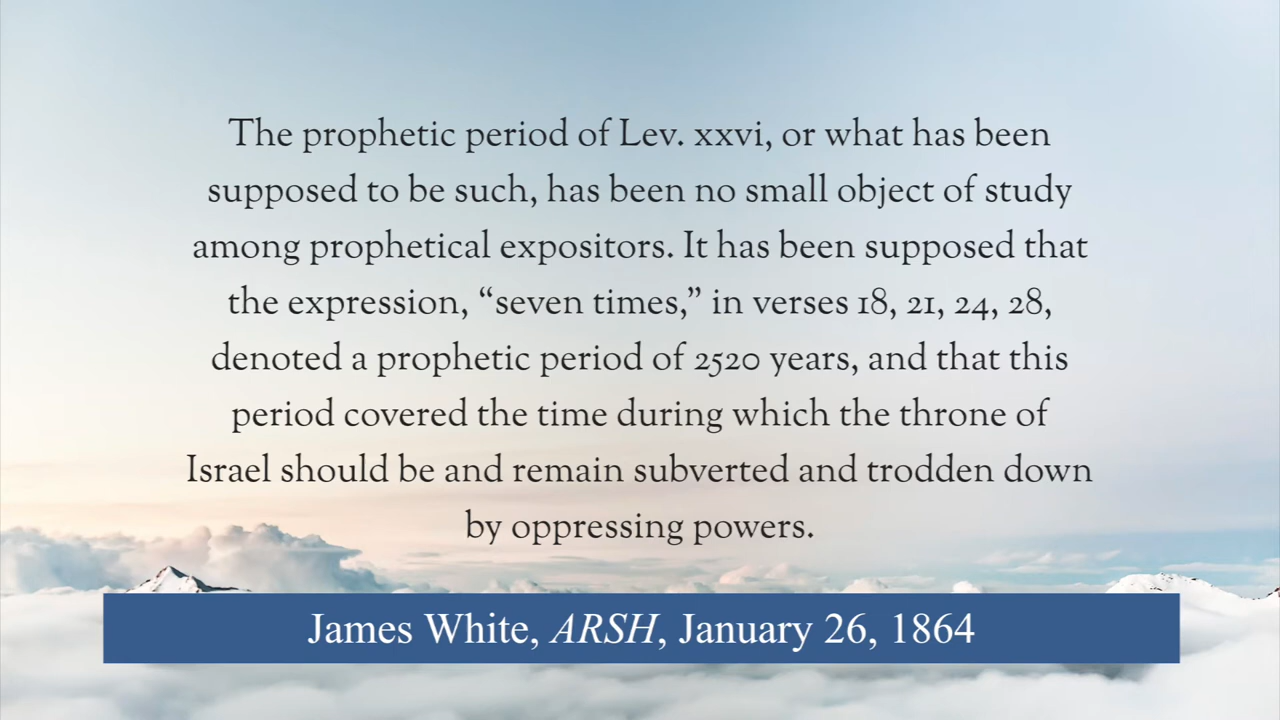 The prophetic period of Lev. xxvi, or what has been
supposed to be such, has been no small object of study
among prophetical expositors. It has been supposed that
the expression, “seven times,” in verses 18, 21, 24, 28,
denoted a prophetic period of 2520 years, and that this
period covered the time during which the throne of
Israel should be and remain subverted and trodden down
by oppressing powers.
James White, ARSH, January 26, 1864